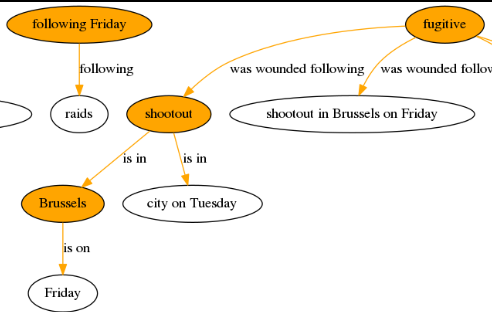 following Friday
fugitive
following
was wounded following
was wounded follow
raids
shootout
shootout in Brussels on Friday
is in
is in
Brussels
city on Tuesday
is on
Friday